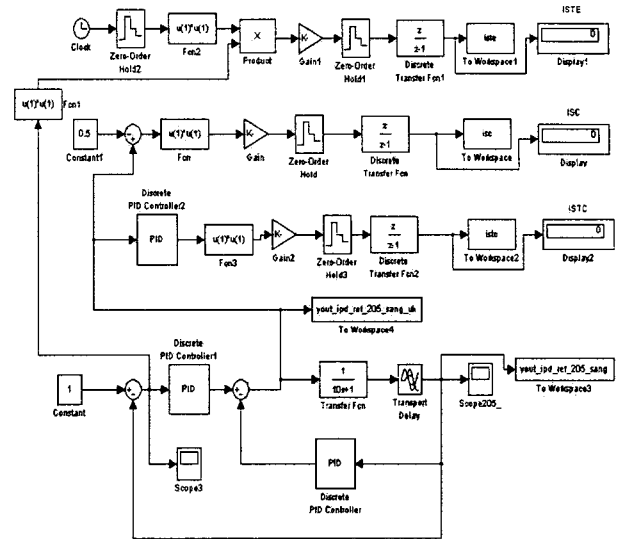 ISTE
Clock
Zero-Order
Hold2
u(1)*u(1)
Fcn2
X
Product
K-
Gain1
Zero-Order
Hold1
z
z-1
Discrete
Transfer Fcn1
iste
To Workspace1
0
Display1
u(1)*u(1)
Fcn1
ISC
0.5
Constant1
u(1)*u(1)
Fcn
K-
Gain
Zero-Order
Hold
z
z-1
Discrete
Transfer Fcn
isc
To Workspace
0
Display
Discrete
PID Controller2
PID
u(1)*u(1)
Fcn3
K-
Gain2
Zero-Order
Hold3
z
z-1
Discrete
Transfer Fcn2
iste
To Workspace2
ISTC
0
Display2
yout_ipd_ref_205_sang_uk
To Workspace4
Discrete
PID Controller1
1
Constant
PID
1
10s+1
Transfer Fcn
Transport
Delay
Scope205_
yout_ipd_ref_205_sang
To Workspace3
Scope3
PID
Discrete
PID Controller